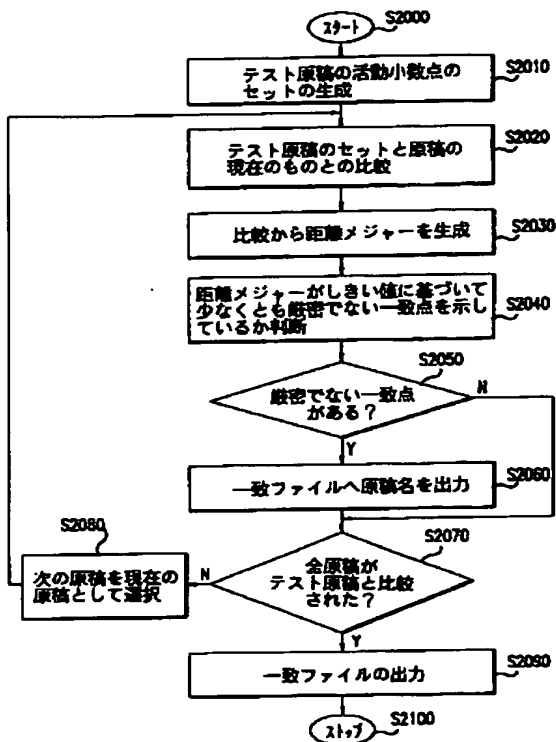 スタート
S2000
テスト原稿の活動小数点の
セットの生成
S2010
テスト原稿のセットと原稿の
現在のものとの比較
S2020
比較から距離メジャーを生成
S2030
距離メジャーがしきい値に基づいて
少なくとも厳密でない一致点を示し
ているか判断
S2040
S2050
厳密でない一致点
がある?
N
Y
一致ファイルへ原稿名を出力
S2060
S2070
全原稿が
テスト原稿と比較
された?
N
Y
S2080
次の原稿を現在の
原稿として選択
一致ファイルの出力
S2090
ストップ
S2100